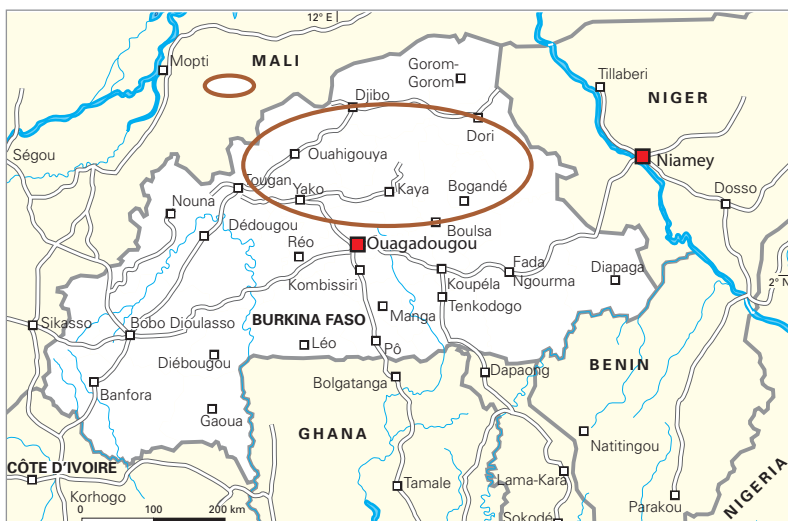 12° E
MALI
Mopti
Gorom-
Gorom
Tillaberi
NIGER
Djibo
Dori
Ségou
Ouahigouya
Niamey
Tougan
Yako
Kaya
Bogandé
Dosso
Nouna
Dédougou
Boulsa
Réo
Ouagadougou
Fada
Ngourma
Diapaga
2° N
Kombissiri
Koupéla
Tenkodogo
Manga
BURKINA FASO
Sikasso
Bobo Dioulasso
Léo
Pô
BENIN
Diébougou
Dapaong
Bolgatanga
Banfora
Gaoua
GHANA
Natitingou
CÔTE D'IVOIRE
Korhogo
Tamale
Lama-Kara
Parakou
NIGERIA
Sokodé
0 100 200 km